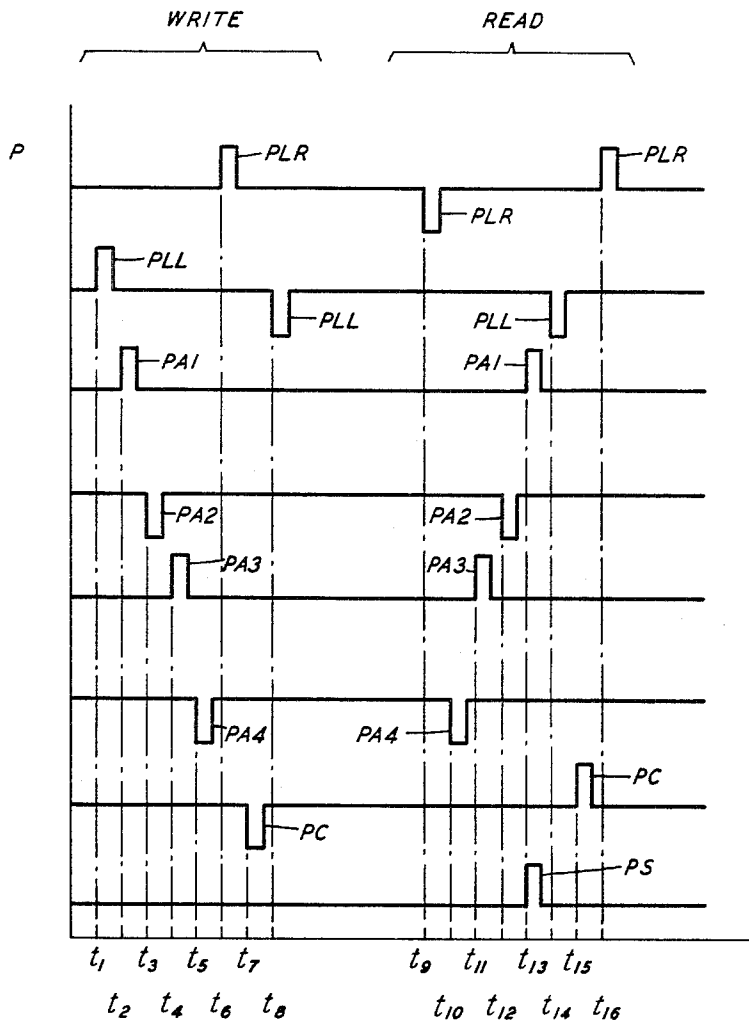 WRITE READ
P
PLR PLR
PLR
PLL
PLL PLL
PA1 PA1
PA2 PA2
PA3 PA3
PA4 PA4
PC
PC
PS
t1 t3 t5 t7 t9 t11 t13 t15
t2 t4 t6 t8 t10 t12 t14 t16